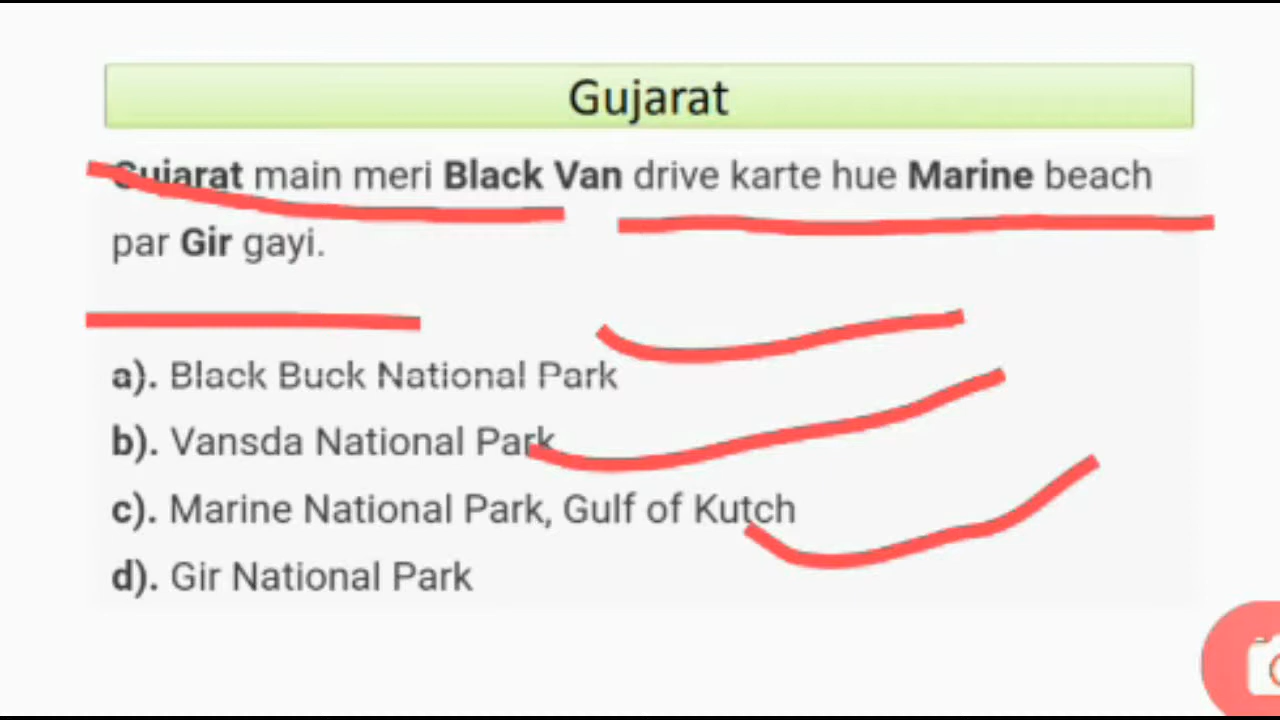 Gujarat
Gujarat main meri Black Van drive karte hue Marine beach
par Gir gayi.
a). Black Buck National Park
b). Vansda National Park
c). Marine National Park, Gulf of Kutch
d). Gir National Park